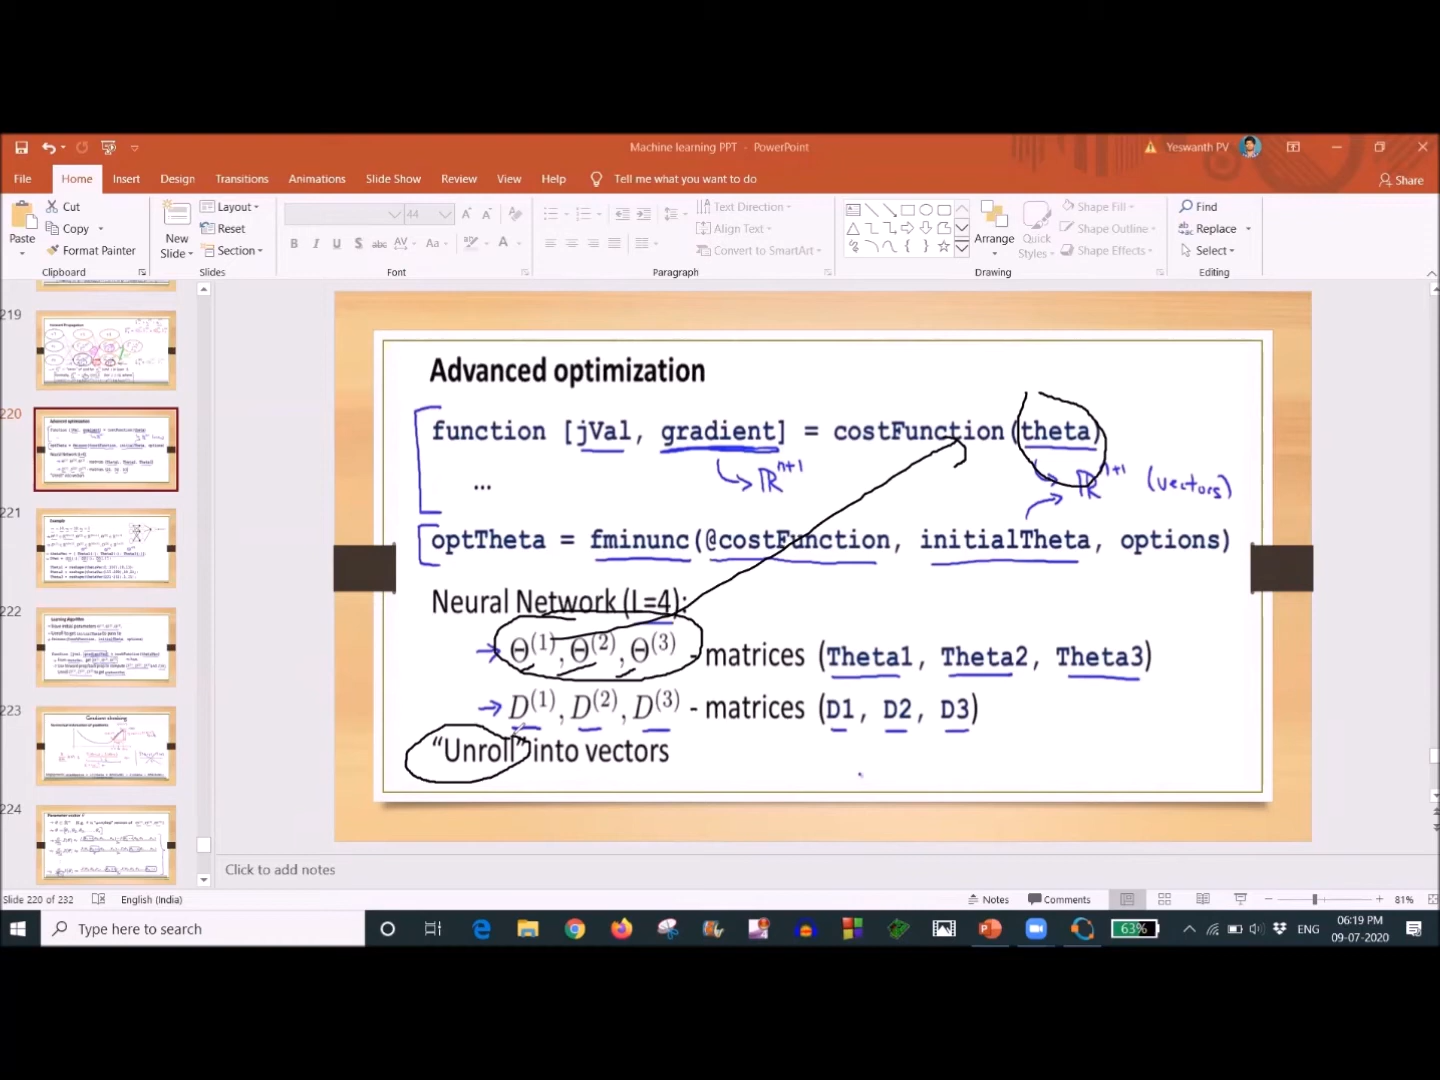 Machine learning PPT - PowerPoint
Yeswanth PV
File Home Insert Design Transitions Animations Slide Show Review View Help Tell me what you want to do Share
Paste
Cut
Copy
Format Painter
Clipboard
New Slide
Layout
Reset
Section
Slides
44
B I U S abc AV Aa A
Font
Text Direction
Align Text
Convert to SmartArt
Paragraph
Arrange
Quick Styles
Shape Fill
Shape Outline
Shape Effects
Drawing
Find
Replace
Select
Editing
219
220
221
222
223
224
Advanced optimization
function [jVal, gradient] = costFunction(theta)
ℝⁿ⁺¹ ℝⁿ⁺¹ (vectors)
...
optTheta = fminunc(@costFunction, initialTheta, options)
Neural Network (L=4):
→ Θ⁽¹⁾, Θ⁽²⁾, Θ⁽³⁾ - matrices (Theta1, Theta2, Theta3)
→ D⁽¹⁾, D⁽²⁾, D⁽³⁾ - matrices (D1, D2, D3)
“Unroll” into vectors
Click to add notes
Slide 220 of 232 English (India) Notes Comments 81%
Type here to search
63%
ENG
06:19 PM
09-07-2020